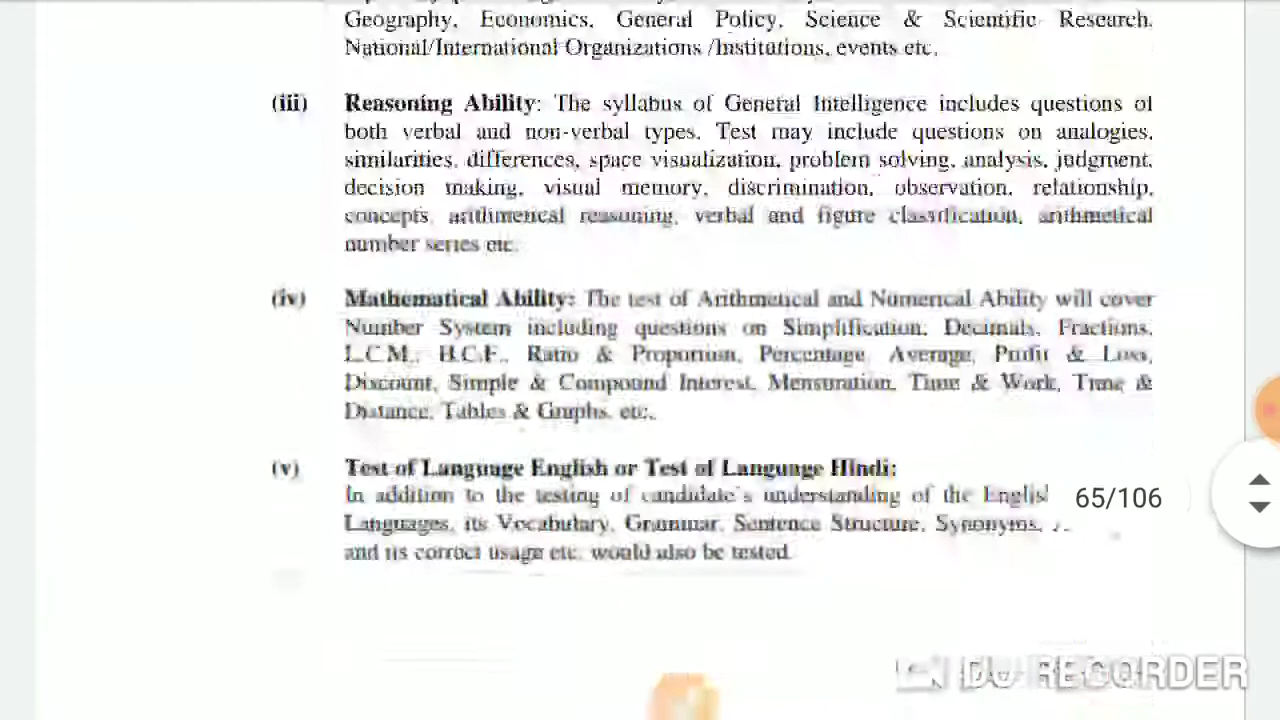 Geography, Economics, General Policy, Science & Scientific Research,
National/International Organizations /Institutions, events etc.
(iii) Reasoning Ability: The syllabus of General Intelligence includes questions of
both verbal and non-verbal types. Test may include questions on analogies,
similarities, differences, space visualization, problem solving, analysis, judgment,
decision making, visual memory, discrimination, observation, relationship,
concepts, arithmetical reasoning, verbal and figure classification, arithmetical
number series etc.
(iv) Mathematical Ability: The test of Arithmetical and Numerical Ability will cover
Number System including questions on Simplification, Decimals, Fractions,
L.C.M., H.C.F., Ratio & Proportion, Percentage, Average, Profit & Loss,
Discount, Simple & Compound Interest, Mensuration, Time & Work, Time &
Distance, Tables & Graphs, etc.
(v) Test of Language English or Test of Language Hindi:
In addition to the testing of candidate's understanding of the Englis
65/106
Languages, its Vocabulary, Grammar, Sentence Structure, Synonyms,
and its correct usage etc. would also be tested.
DU RECORDER